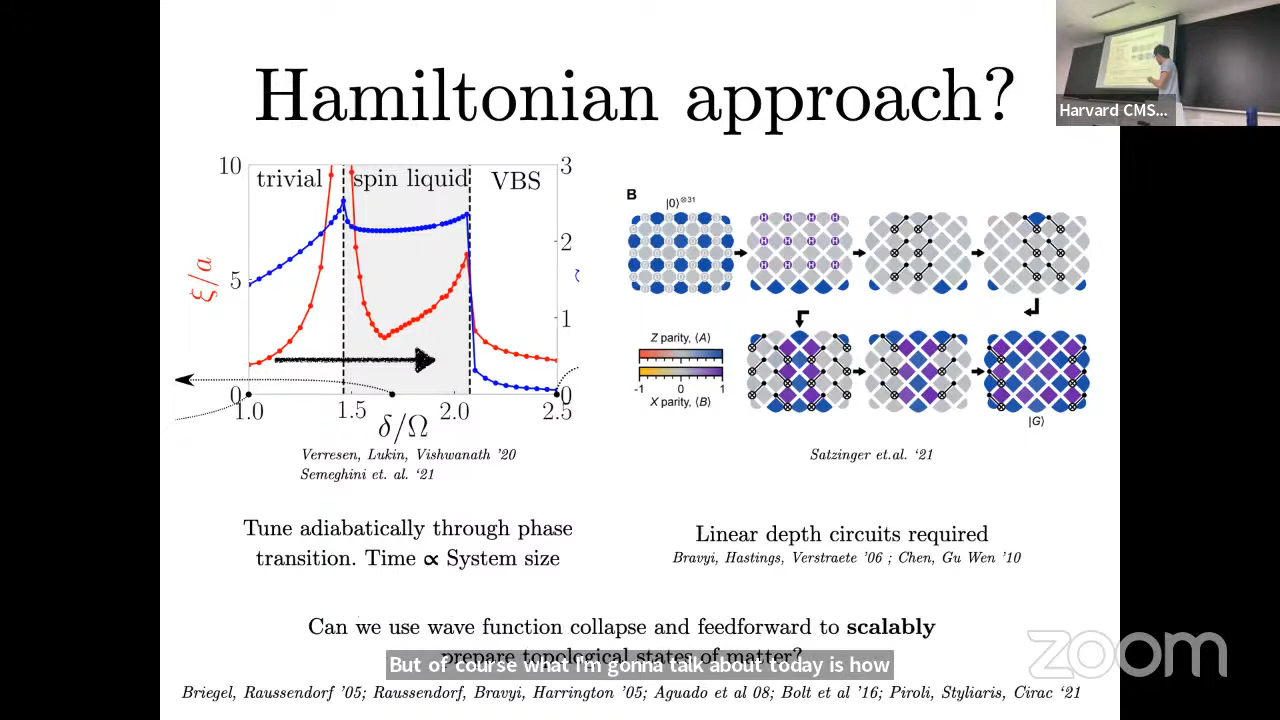 Hamiltonian approach?
Harvard CMS...
10
5
0
ξ/a
trivial
spin liquid
VBS
3
2
1
0
1.0
1.5
2.0
2.5
δ/Ω
Verresen, Lukin, Vishwanath '20
Semeghini et. al. '21
B
|0⟩⊗31
H H H H
H H H H
H H H H
Z parity, ⟨A⟩
-1 0 1
X parity, ⟨B⟩
|G⟩
Satzinger et.al. '21
Tune adiabatically through phase
transition. Time ∝ System size
Linear depth circuits required
Bravyi, Hastings, Verstraete '06 ; Chen, Gu Wen '10
Can we use wave function collapse and feedforward to scalably
prepare topological states of matter?
But of course what I'm gonna talk about today is how
Briegel, Raussendorf '05; Raussendorf, Bravyi, Harrington '05; Aguado et al 08; Bolt et al '16; Piroli, Styliaris, Cirac '21
zoom